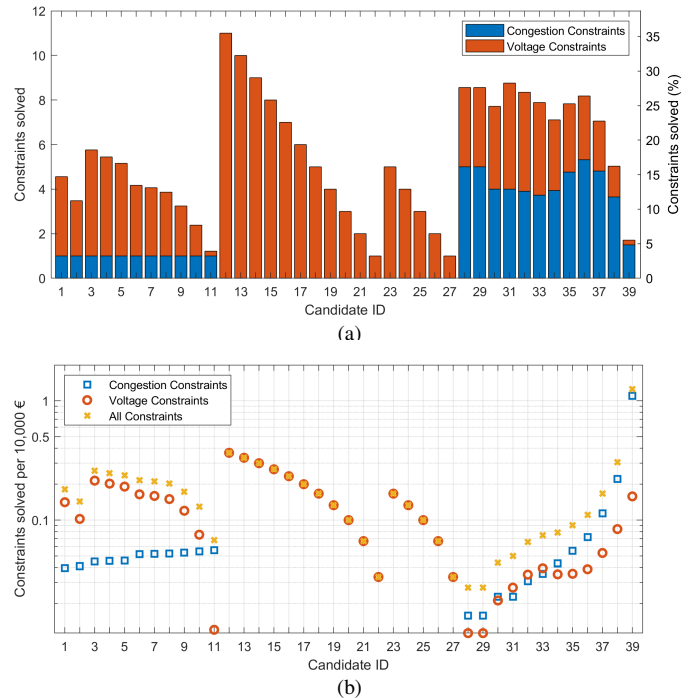 12
10
8
6
4
2
0
Constraints solved
35
30
25
20
15
10
5
0
Constraints solved (%)
Congestion Constraints
Voltage Constraints
1 3 5 7 9 11 13 15 17 19 21 23 25 27 29 31 33 35 37 39
Candidate ID
(a)
Congestion Constraints
Voltage Constraints
All Constraints
1
0.5
0.1
Constraints solved per 10,000 €
1 3 5 7 9 11 13 15 17 19 21 23 25 27 29 31 33 35 37 39
Candidate ID
(b)